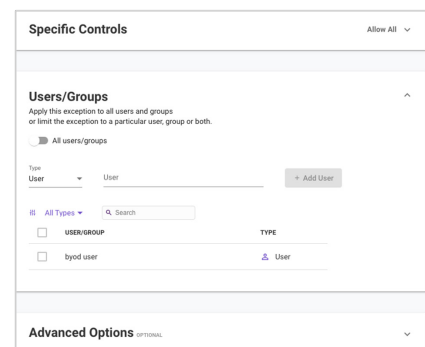 Specific Controls
Allow All
Users/Groups
Apply this exception to all users and groups
or limit the exception to a particular user, group or both.
All users/groups
Type
User
User
+ Add User
All Types
Search
USER/GROUP
TYPE
byod user
User
Advanced Options OPTIONAL